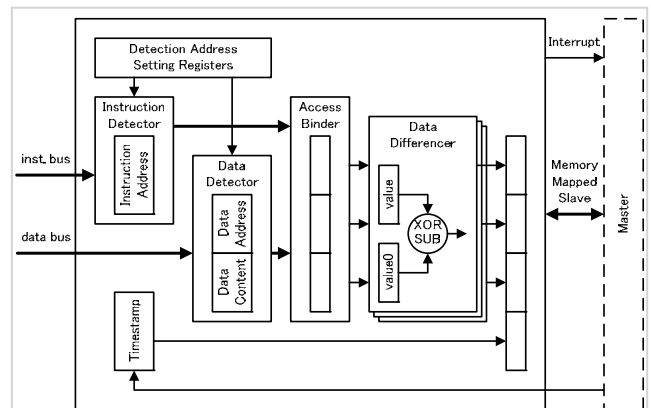 Detection Address
Setting Registers
Interrupt
Instruction
Detector
Instruction
Address
Access
Binder
Data
Differencer
inst. bus
Data
Detector
Data
Address
Data
Content
value
XOR
SUB
value0
Memory
Mapped
Slave
Master
data bus
Timestamp